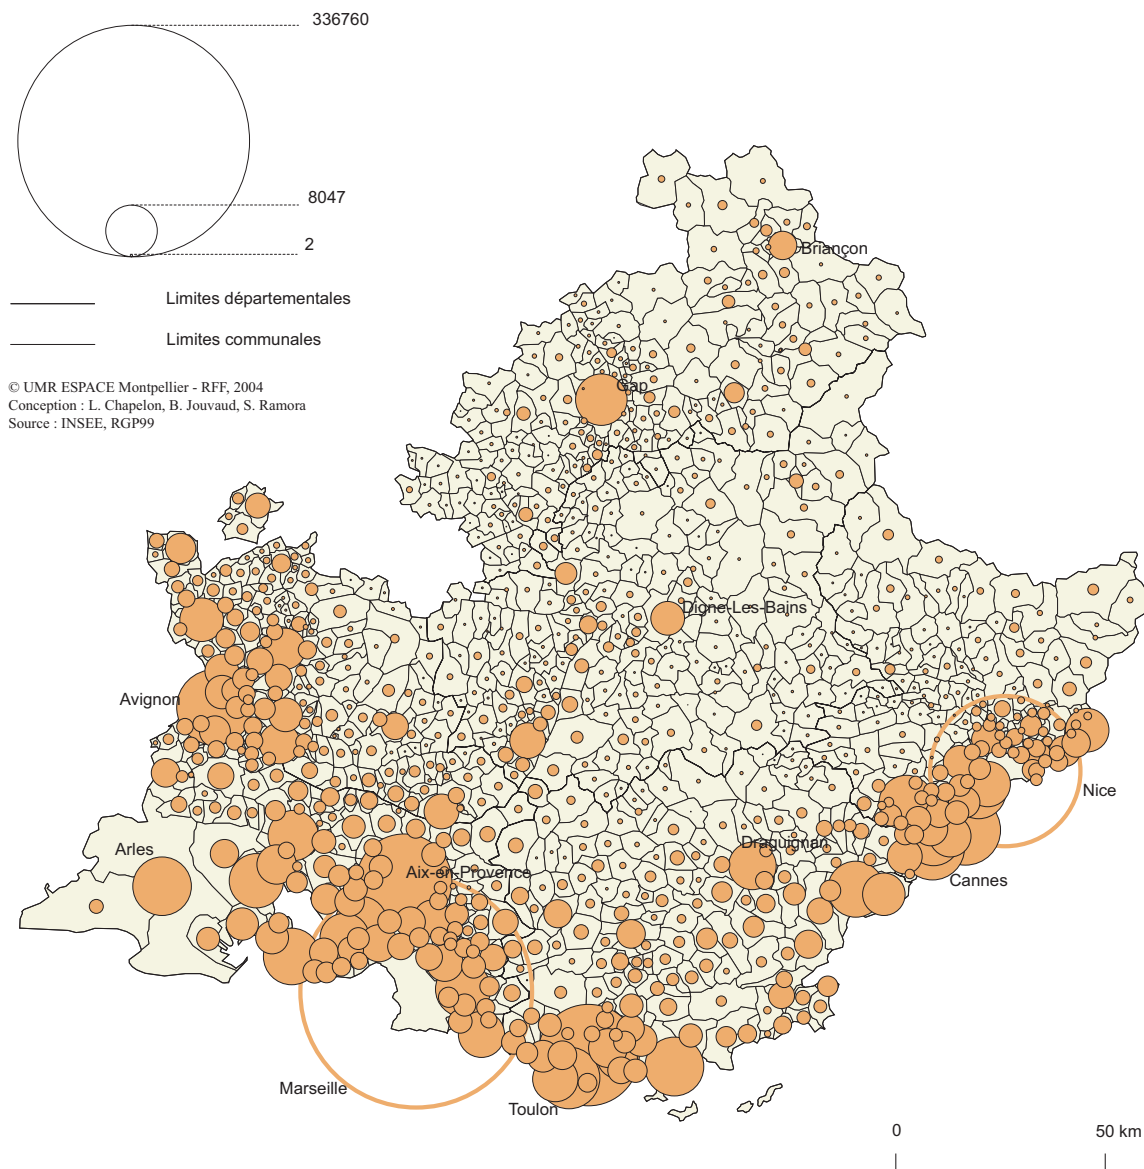 336760
8047
2
Limites départementales
Limites communales
© UMR ESPACE Montpellier - RFF, 2004
Conception : L. Chapelon, B. Jouvaud, S. Ramora
Source : INSEE, RGP99
Briançon
Gap
Digne-Les-Bains
Avignon
Nice
Arles
Draguignan
Aix-en-Provence
Cannes
Marseille
Toulon
0
50 km